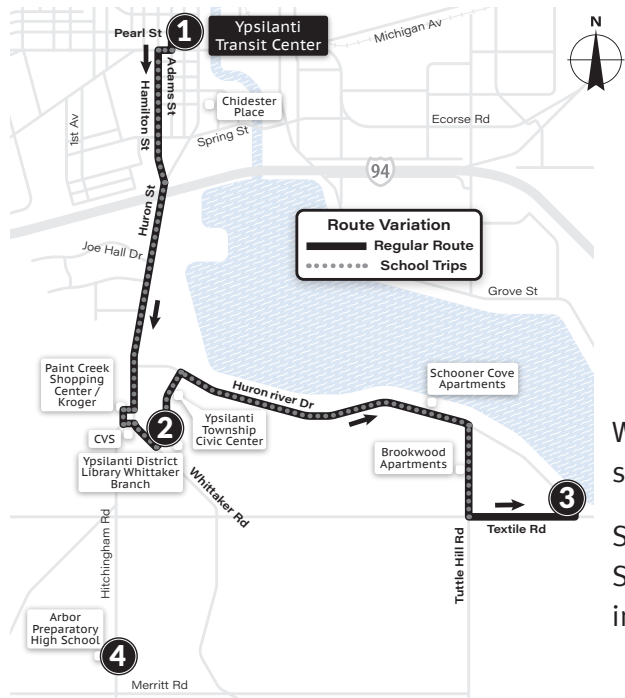 Pearl St
1
Ypsilanti
Transit Center
Michigan Av
N
Adams St
Hamilton St
1st Av
Chidester
Place
Spring St
Ecorse Rd
94
Huron St
Joe Hall Dr
Route Variation
Regular Route
School Trips
Grove St
Paint Creek
Shopping
Center /
Kroger
Schooner Cove
Apartments
Huron river Dr
2
CVS
Ypsilanti
Township
Civic Center
Brookwood
Apartments
Ypsilanti District
Library Whittaker
Branch
Whittaker Rd
3
Textile Rd
Hitchingham Rd
Tuttle Hill Rd
Arbor
Preparatory
High School
4
Merritt Rd